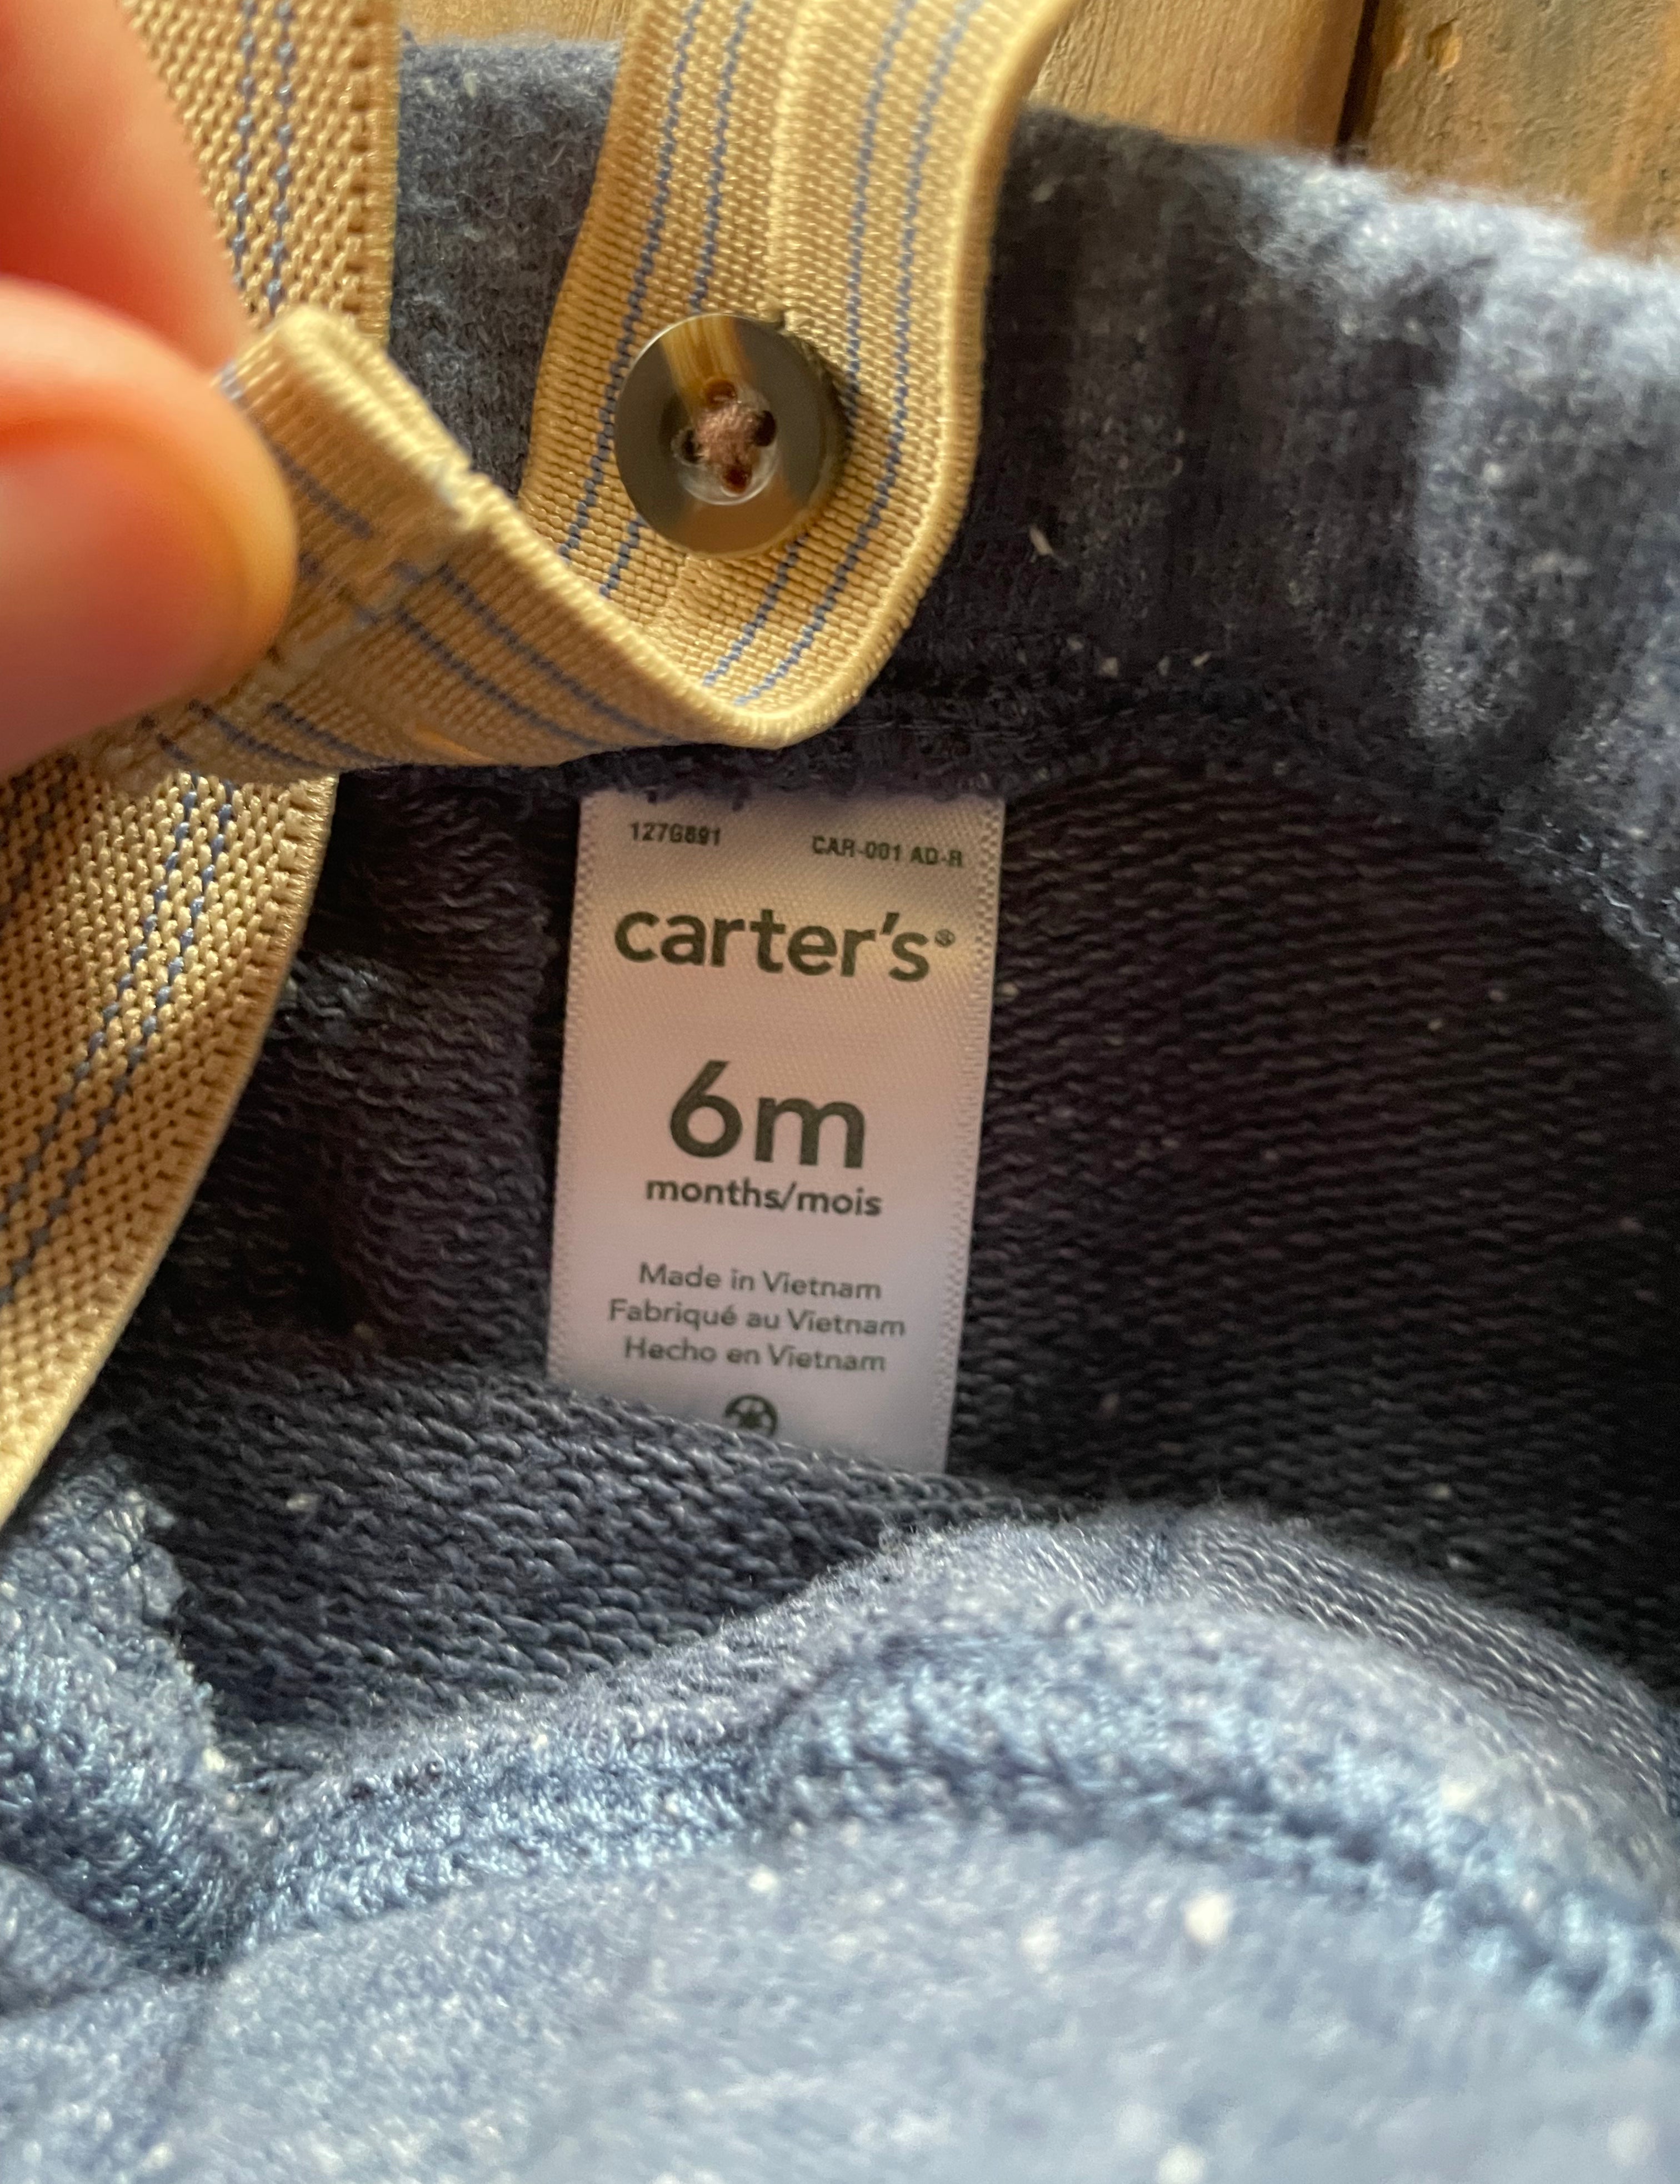 127G891 CAR-001 AD-R
carter's®
6m
months/mois
Made in Vietnam
Fabriqué au Vietnam
Hecho en Vietnam